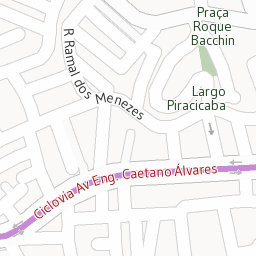 Praça
Roque
Bacchin
R Ramal dos Menezes
Largo
Piracicaba
Ciclovia Av Eng. Caetano Álvares